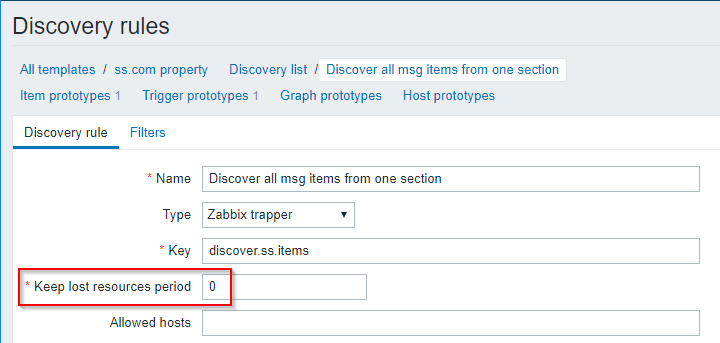 Discovery rules
All templates / ss.com property Discovery list / Discover all msg items from one section
Item prototypes 1 Trigger prototypes 1 Graph prototypes Host prototypes
Discovery rule Filters
* Name Discover all msg items from one section
Type Zabbix trapper ▼
* Key discover.ss.items
* Keep lost resources period 0
Allowed hosts